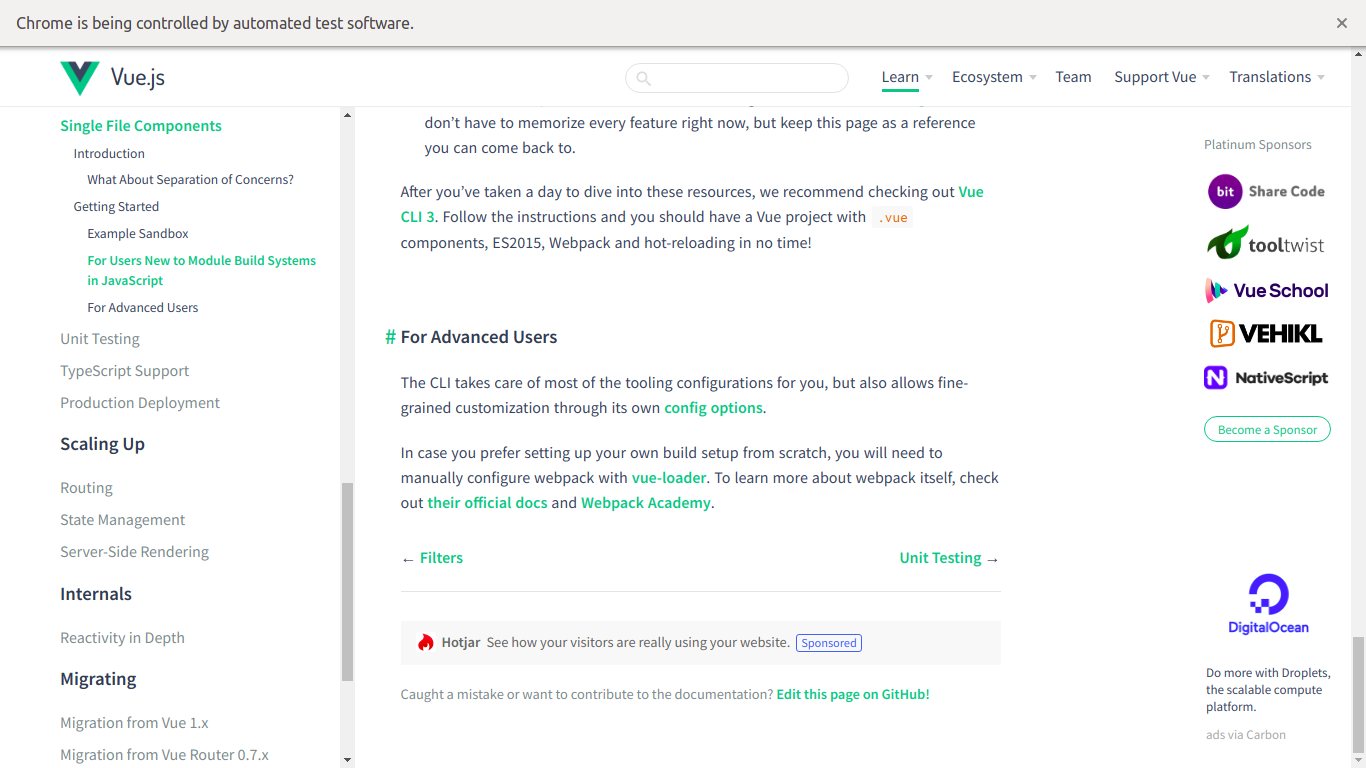 Chrome is being controlled by automated test software.
Vue.js
Learn
Ecosystem
Team
Support Vue
Translations
Single File Components
Introduction
What About Separation of Concerns?
Getting Started
Example Sandbox
For Users New to Module Build Systems
in JavaScript
For Advanced Users
Unit Testing
TypeScript Support
Production Deployment
Scaling Up
Routing
State Management
Server-Side Rendering
Internals
Reactivity in Depth
Migrating
Migration from Vue 1.x
Migration from Vue Router 0.7.x
don't have to memorize every feature right now, but keep this page as a reference
you can come back to.
After you've taken a day to dive into these resources, we recommend checking out Vue
CLI 3. Follow the instructions and you should have a Vue project with .vue
components, ES2015, Webpack and hot-reloading in no time!
# For Advanced Users
The CLI takes care of most of the tooling configurations for you, but also allows fine-
grained customization through its own config options.
In case you prefer setting up your own build setup from scratch, you will need to
manually configure webpack with vue-loader. To learn more about webpack itself, check
out their official docs and Webpack Academy.
← Filters
Unit Testing →
Hotjar See how your visitors are really using your website. Sponsored
Caught a mistake or want to contribute to the documentation? Edit this page on GitHub!
Platinum Sponsors
bit Share Code
tooltwist
Vue School
VEHIKL
NativeScript
Become a Sponsor
DigitalOcean
Do more with Droplets,
the scalable compute
platform.
ads via Carbon